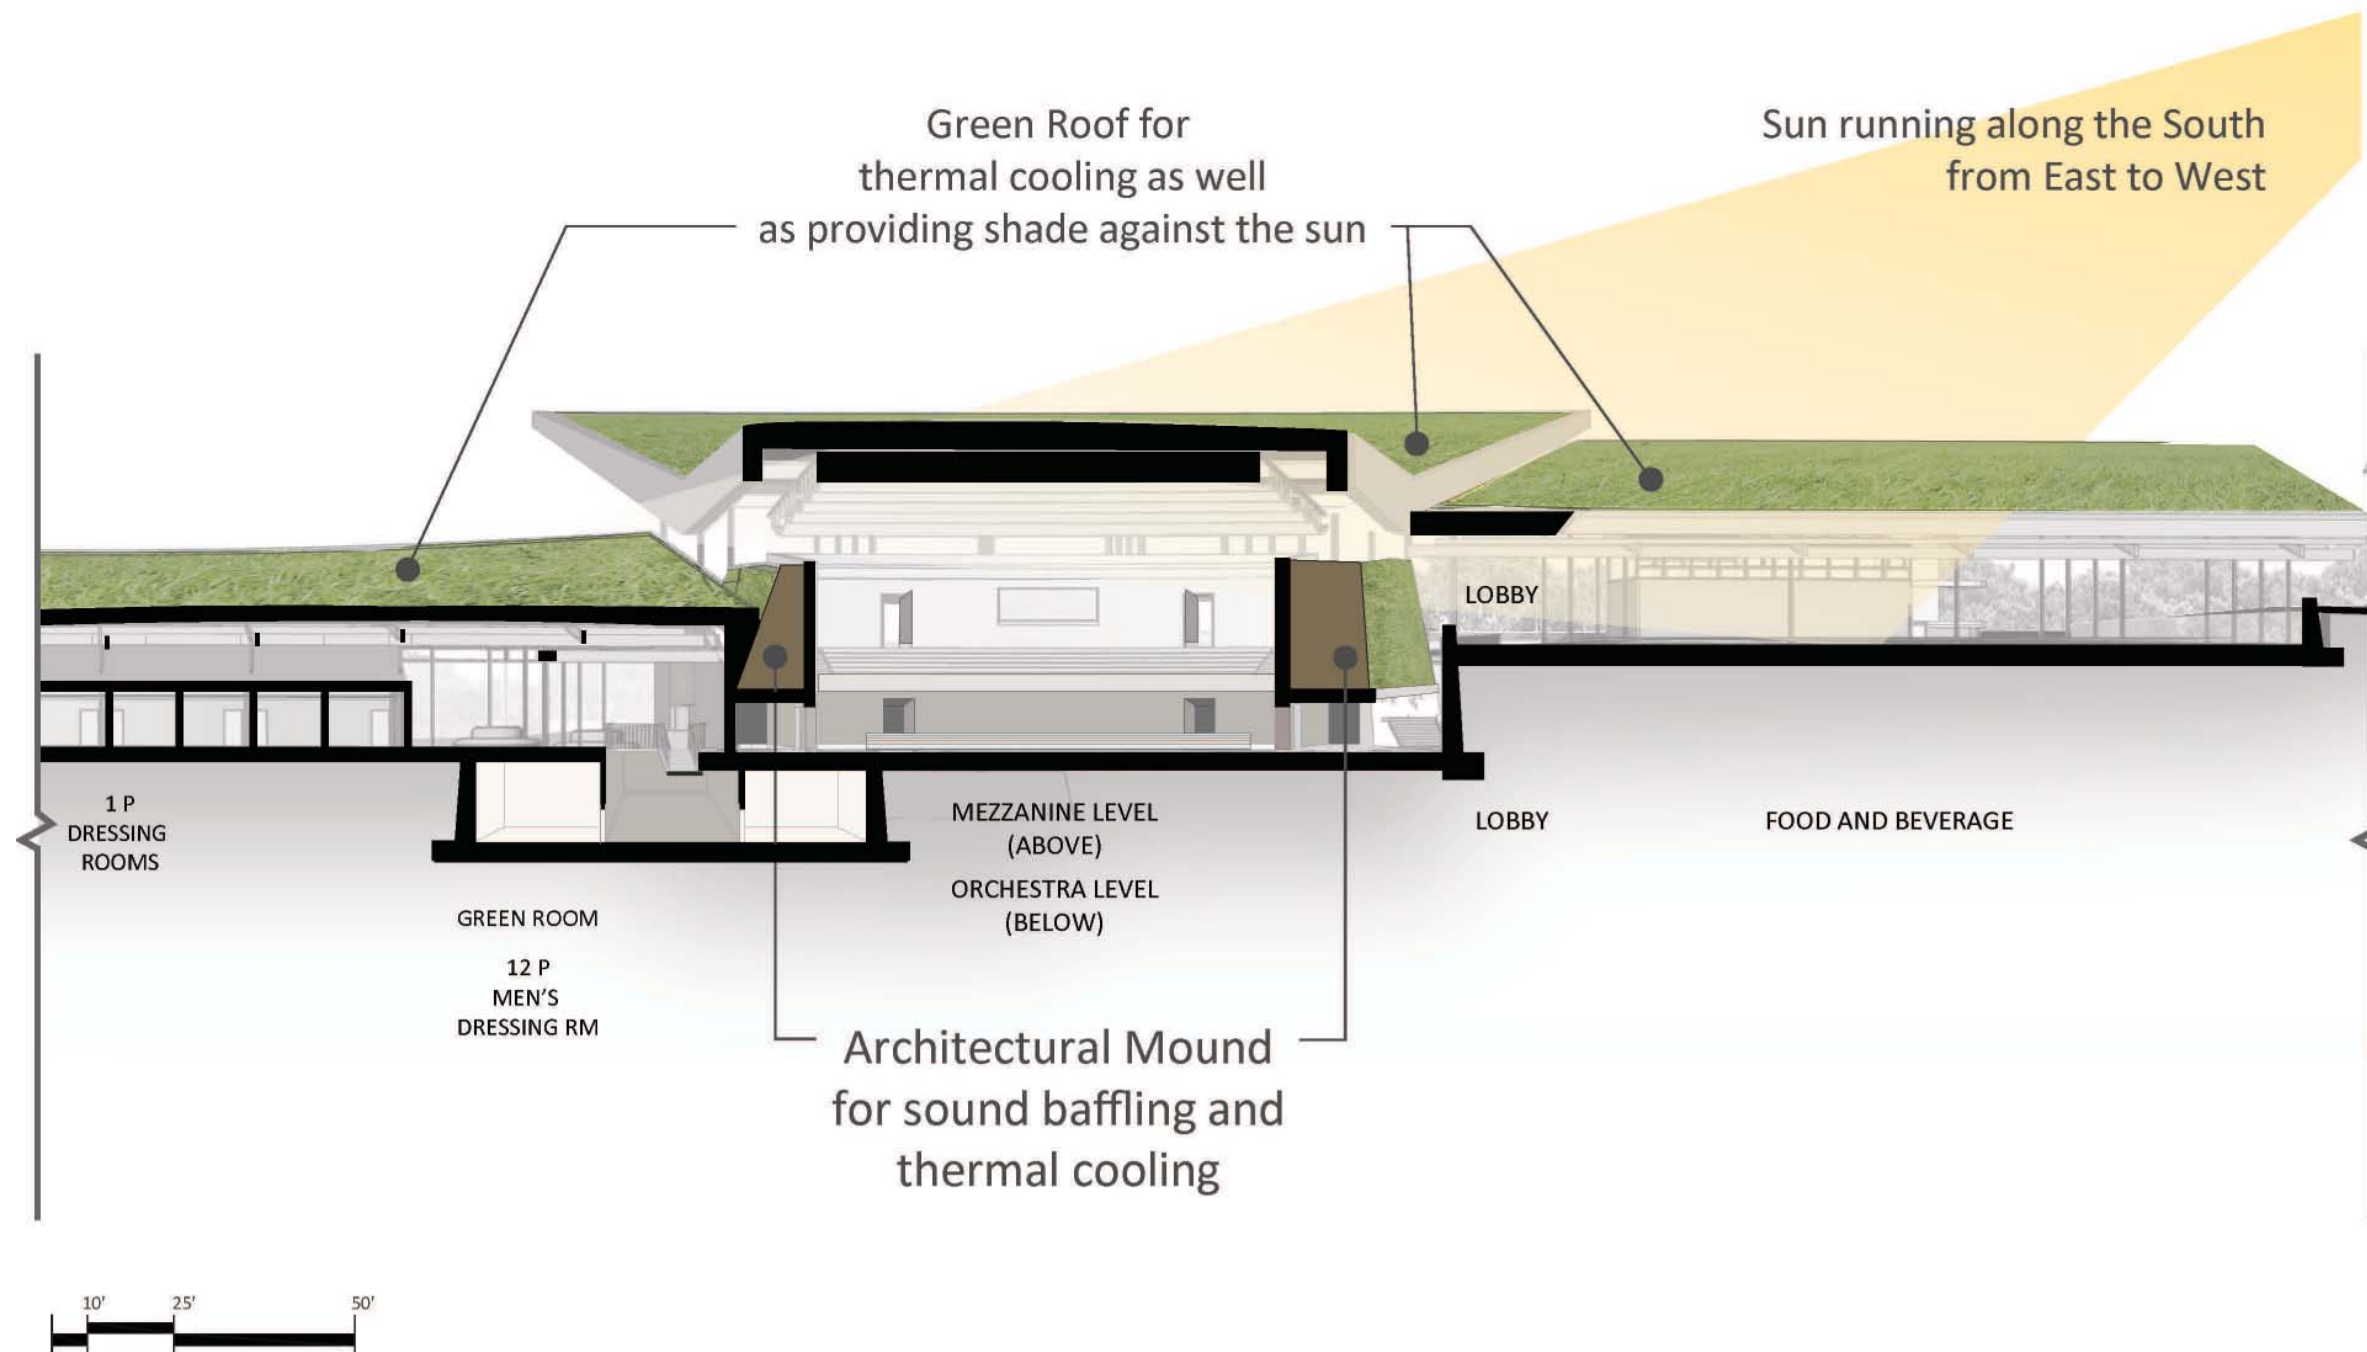 Green Roof for
thermal cooling as well
as providing shade against the sun
Sun running along the South
from East to West
LOBBY
1 P
DRESSING
ROOMS
MEZZANINE LEVEL
(ABOVE)
ORCHESTRA LEVEL
(BELOW)
LOBBY
FOOD AND BEVERAGE
GREEN ROOM
12 P
MEN'S
DRESSING RM
Architectural Mound
for sound baffling and
thermal cooling
10' 25' 50'